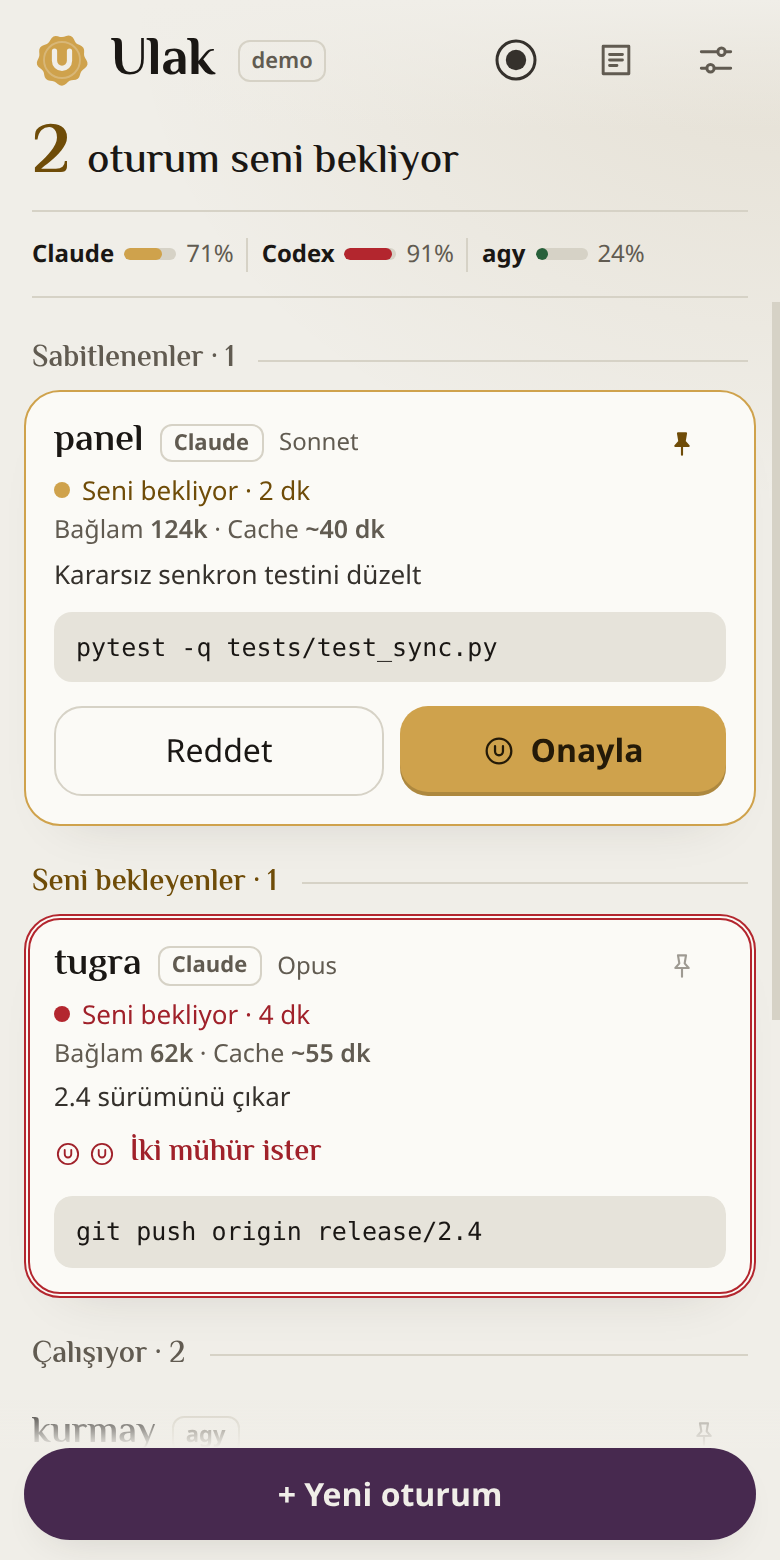 Ulak demo
2 oturum seni bekliyor
Claude 71% Codex 91% agy 24%
Sabitlenenler · 1
panel Claude Sonnet
Seni bekliyor · 2 dk
Bağlam 124k · Cache ~40 dk
Kararsız senkron testini düzelt
pytest -q tests/test_sync.py
Reddet Onayla
Seni bekleyenler · 1
tugra Claude Opus
Seni bekliyor · 4 dk
Bağlam 62k · Cache ~55 dk
2.4 sürümünü çıkar
İki mühür ister
git push origin release/2.4
Çalışıyor · 2
kurmay agy
+ Yeni oturum